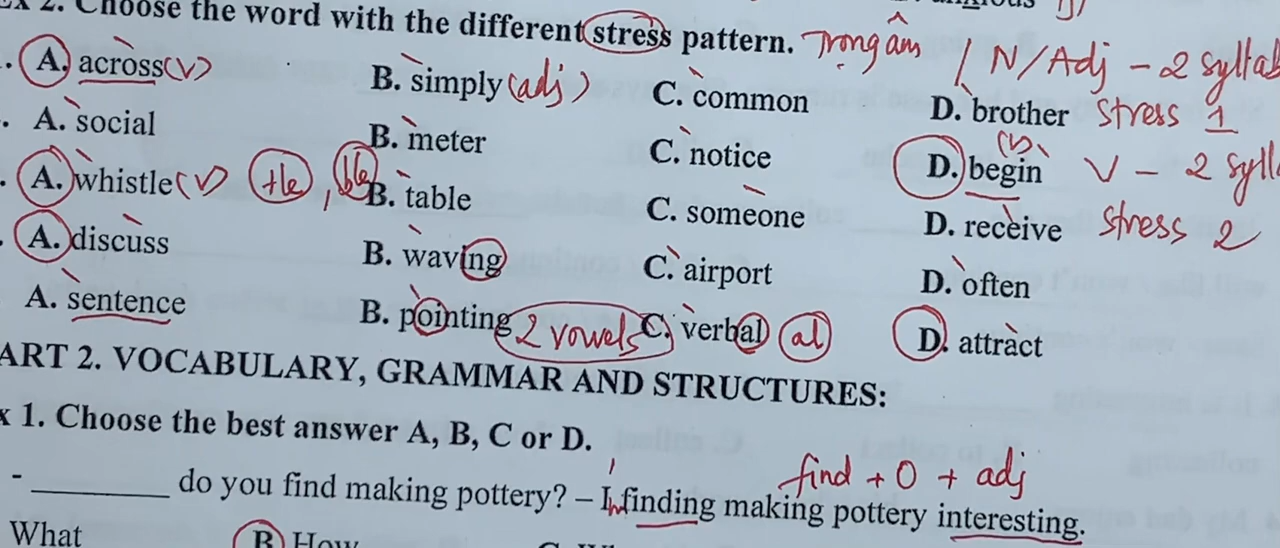 2. Choose the word with the different stress pattern. Trọng âm / N/Adj - 2 syllab
A. across (v) B. simply (adj) C. common D. brother stress 1
A. social B. meter C. notice D. begin (v) V - 2 syll
A. whistle (v) tle, ble B. table C. someone D. receive stress 2
A. discuss B. waving C. airport D. often
A. sentence B. pointing 2 vowels C. verbal al D. attract
ART 2. VOCABULARY, GRAMMAR AND STRUCTURES:
x 1. Choose the best answer A, B, C or D.
find + O + adj
- ________ do you find making pottery? – I finding making pottery interesting.
What B How